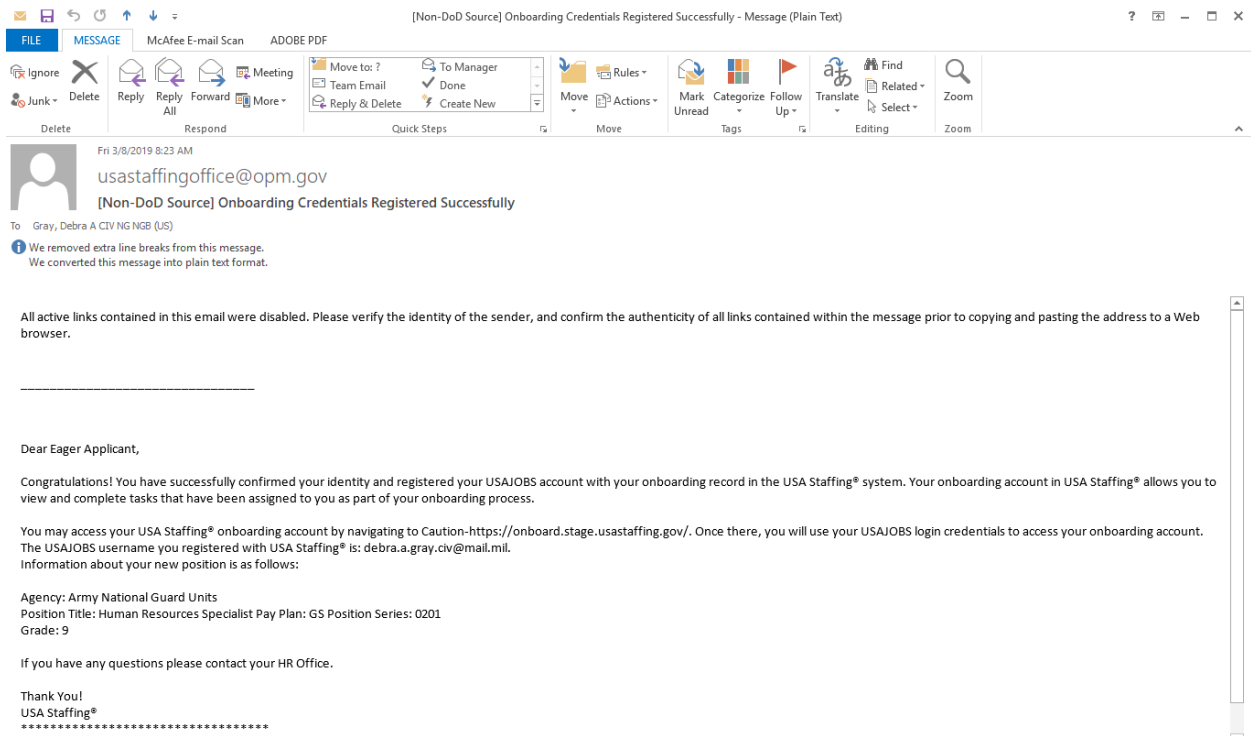 [Non-DoD Source] Onboarding Credentials Registered Successfully - Message (Plain Text)
FILE MESSAGE McAfee E-mail Scan ADOBE PDF
Ignore
Junk
Delete
Reply
Reply All
Forward
Meeting
More
Move to: ?
Team Email
Reply & Delete
To Manager
Done
Create New
Move
Rules
Actions
Mark Unread
Categorize
Follow Up
Translate
Find
Related
Select
Zoom
Delete Respond Quick Steps Move Tags Editing Zoom
Fri 3/8/2019 8:23 AM
usastaffingoffice@opm.gov
[Non-DoD Source] Onboarding Credentials Registered Successfully
To Gray, Debra A CIV NG NGB (US)
We removed extra line breaks from this message.
We converted this message into plain text format.
All active links contained in this email were disabled. Please verify the identity of the sender, and confirm the authenticity of all links contained within the message prior to copying and pasting the address to a Web
browser.
________________________________
Dear Eager Applicant,
Congratulations! You have successfully confirmed your identity and registered your USAJOBS account with your onboarding record in the USA Staffing® system. Your onboarding account in USA Staffing® allows you to
view and complete tasks that have been assigned to you as part of your onboarding process.
You may access your USA Staffing® onboarding account by navigating to Caution-https://onboard.stage.usastaffing.gov/. Once there, you will use your USAJOBS login credentials to access your onboarding account.
The USAJOBS username you registered with USA Staffing® is: debra.a.gray.civ@mail.mil.
Information about your new position is as follows:
Agency: Army National Guard Units
Position Title: Human Resources Specialist Pay Plan: GS Position Series: 0201
Grade: 9
If you have any questions please contact your HR Office.
Thank You!
USA Staffing®
**********************************